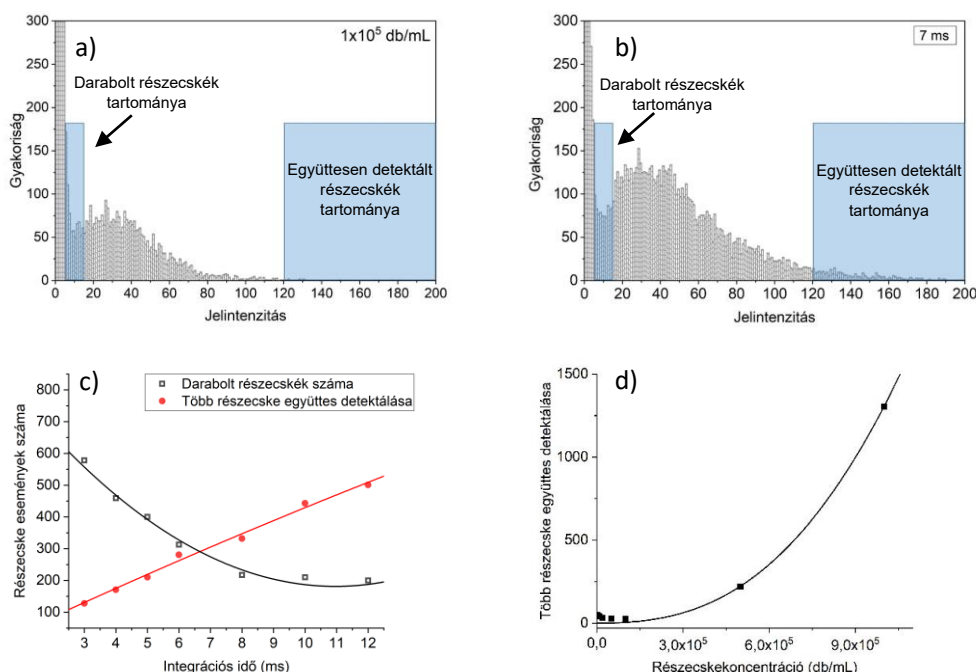 a)
1x10⁵ db/mL
Darabolt részecskék
tartománya
Együttesen detektált
részecskék
tartománya
Gyakoriság
300
250
200
150
100
50
0
0 20 40 60 80 100 120 140 160 180 200
Jelintenzitás
b)
7 ms
Darabolt részecskék
tartománya
Együttesen detektált
részecskék
tartománya
Gyakoriság
300
250
200
150
100
50
0
0 20 40 60 80 100 120 140 160 180 200
Jelintenzitás
c)
Darabolt részecskék száma
Több részecske együttes detektálása
Részecske események száma
800
700
600
500
400
300
200
100
3 4 5 6 7 8 9 10 11 12
Integrációs idő (ms)
d)
Több részecske együttes detektálása
1500
1250
1000
750
500
250
0
3,0x10⁵ 6,0x10⁵ 9,0x10⁵
Részecskekoncentráció (db/mL)